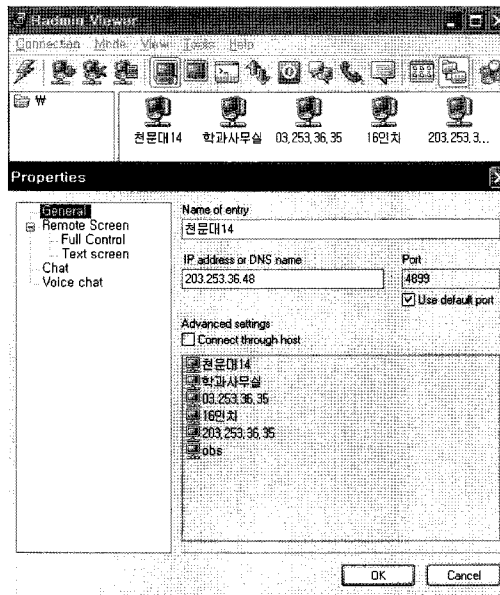 Radmin Viewer
Connection Mode View Tools Help
₩
천문대14 학과사무실 03,253,36,35 16인치 203,253,3...
Properties
General
Remote Screen
Full Control
Text screen
Chat
Voice chat
Name of entry
천문대14
IP address or DNS name
Port
203.253.36.48
4899
Use default port
Advanced settings
Connect through host
천문대14
학과사무실
03,253,36,35
16인치
203,253,36,35
obs
OK Cancel